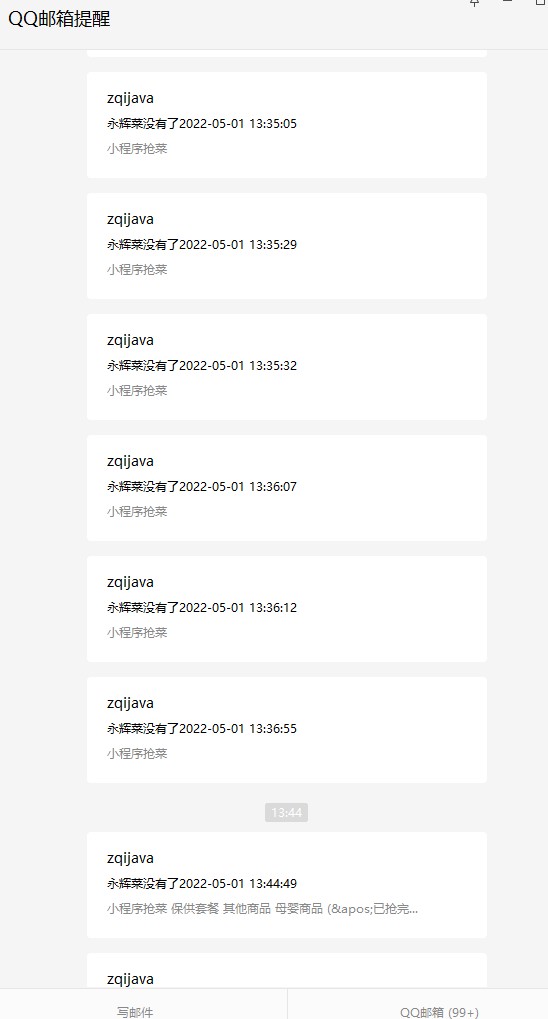 QQ邮箱提醒
zqijava
永辉菜没有了2022-05-01 13:35:05
小程序抢菜
zqijava
永辉菜没有了2022-05-01 13:35:29
小程序抢菜
zqijava
永辉菜没有了2022-05-01 13:35:32
小程序抢菜
zqijava
永辉菜没有了2022-05-01 13:36:07
小程序抢菜
zqijava
永辉菜没有了2022-05-01 13:36:12
小程序抢菜
zqijava
永辉菜没有了2022-05-01 13:36:55
小程序抢菜
13:44
zqijava
永辉菜没有了2022-05-01 13:44:49
小程序抢菜 保供套餐 其他商品 母婴商品 (&apos;已抢完...
zqijava
写邮件
QQ邮箱 (99+)